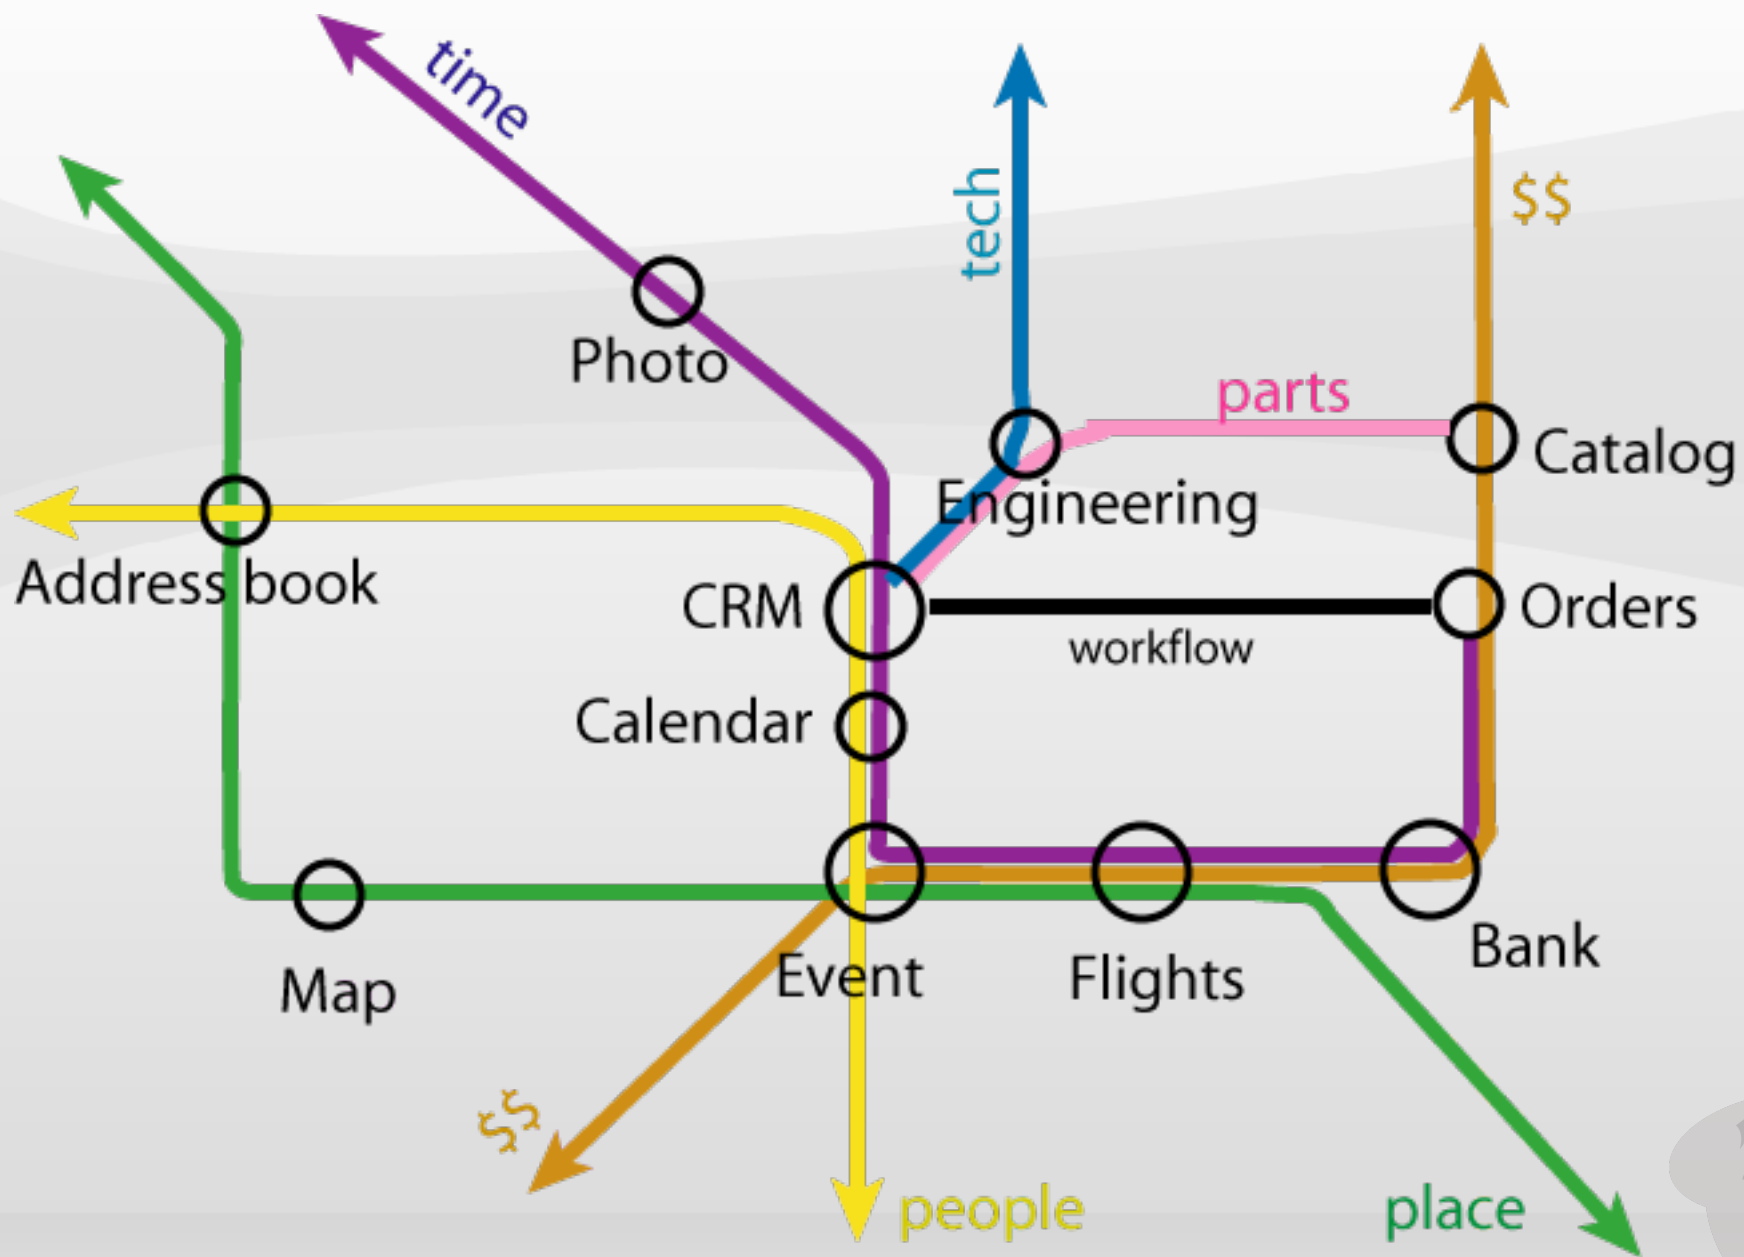 time
tech
$$
Photo
parts
Catalog
Engineering
Address book
CRM
Orders
workflow
Calendar
Bank
Event
Flights
Map
$$
people
place